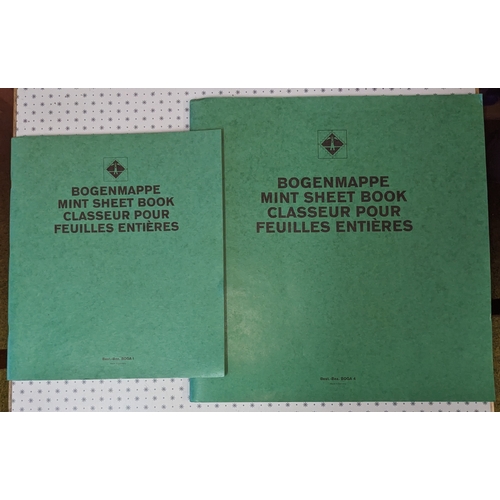 BOGENMAPPE
MINT SHEET BOOK
CLASSEUR POUR
FEUILLES ENTIÈRES
BOGENMAPPE
MINT SHEET BOOK
CLASSEUR POUR
FEUILLES ENTIÈRES